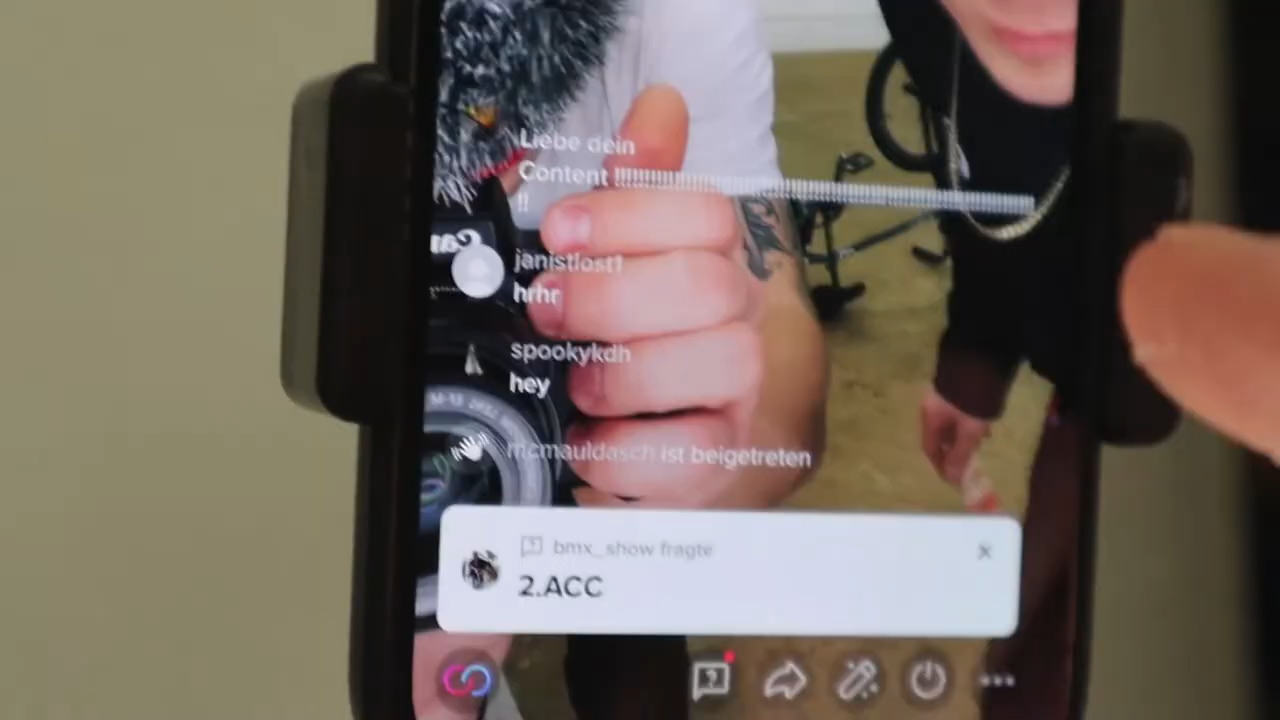 Liebe dein
Content !!!!!!!!!!!!!!!!!!!!!!!!!!!!!!!!!!!!!!!!!!!!!!!!!!!!!!!!!!!!!!!!!!!!!!
!!
janistlost1
hrhr
spookykdh
hey
mcmauldasch ist beigetreten
bmx_show fragte
2.ACC